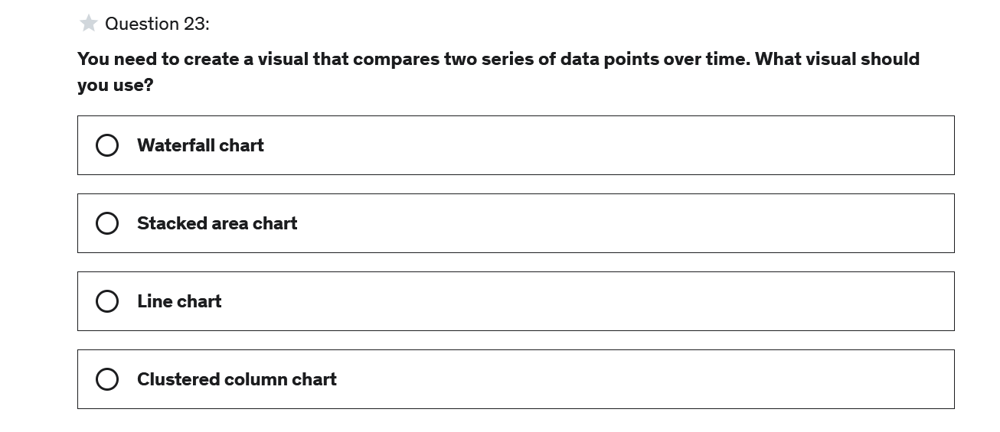 Question 23:
You need to create a visual that compares two series of data points over time. What visual should
you use?
Waterfall chart
Stacked area chart
Line chart
Clustered column chart